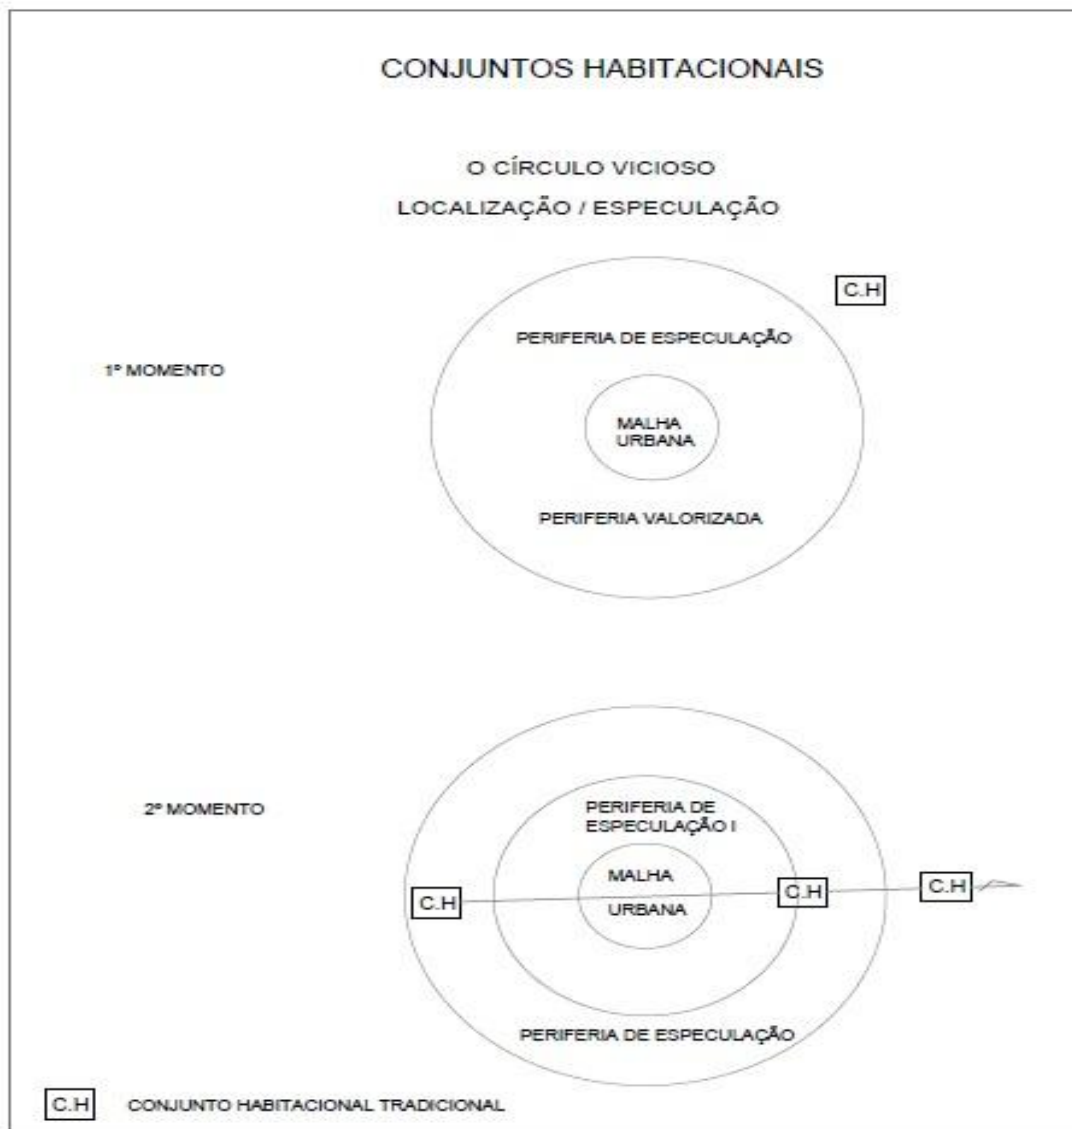 CONJUNTOS HABITACIONAIS
O CÍRCULO VICIOSO
LOCALIZAÇÃO / ESPECULAÇÃO
C.H
PERIFERIA DE ESPECULAÇÃO
1º MOMENTO
MALHA
URBANA
PERIFERIA VALORIZADA
2º MOMENTO
PERIFERIA DE
ESPECULAÇÃO I
MALHA
URBANA
C.H
C.H
C.H
PERIFERIA DE ESPECULAÇÃO
C.H CONJUNTO HABITACIONAL TRADICIONAL